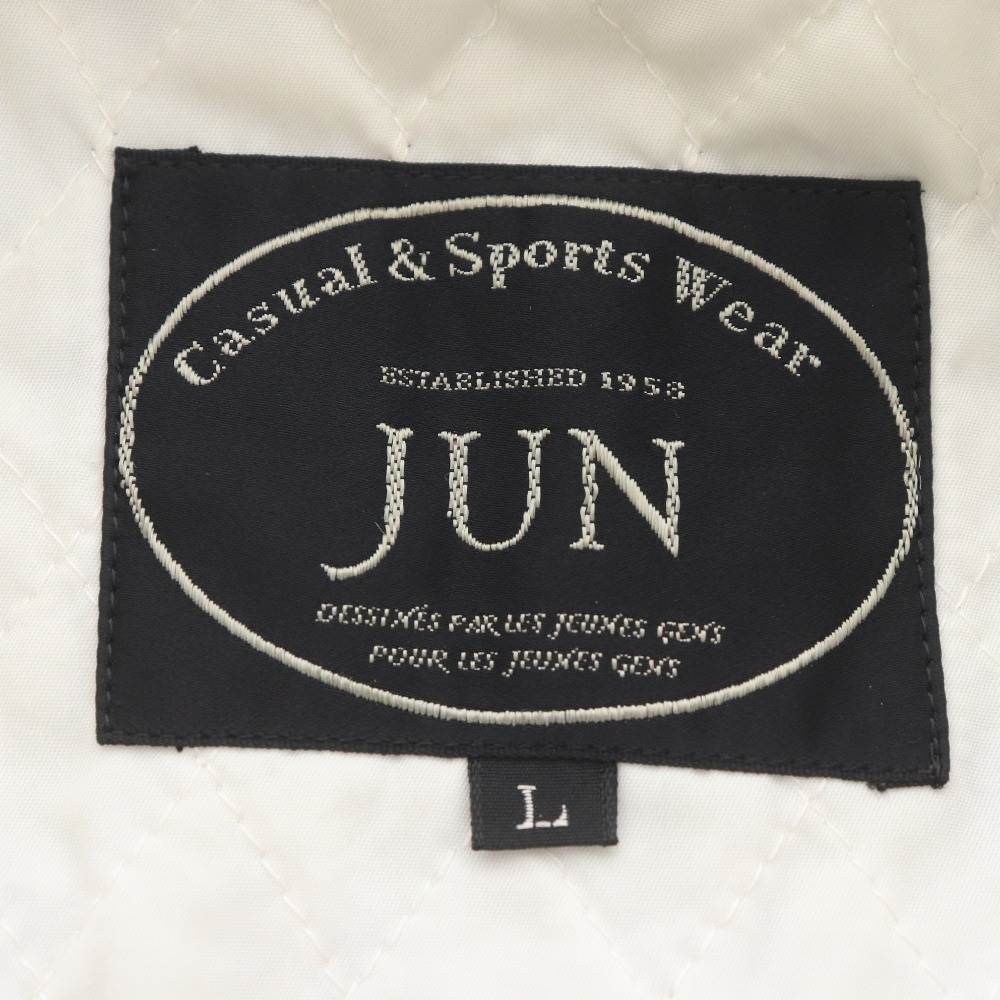 Casual & Sports Wear
ESTABLISHED 1958
JUN
DESSINÉS PAR LES JEUNES GENS
POUR LES JEUNES GENS
L